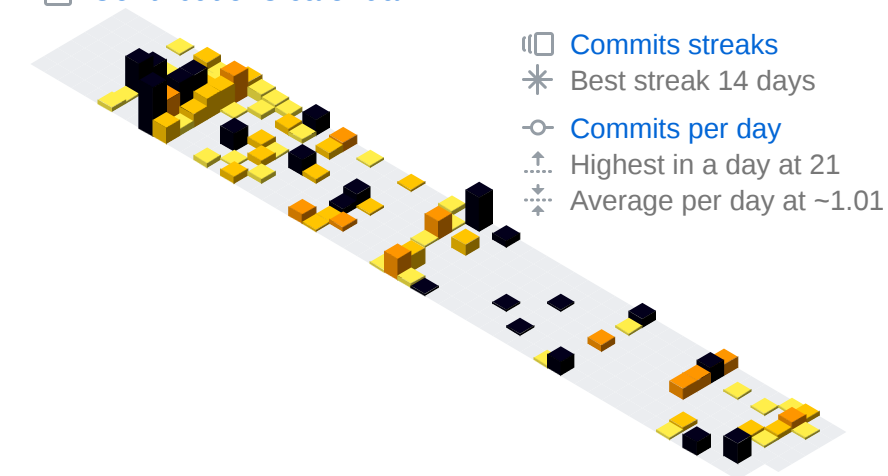 Commits streaks
Best streak 14 days
Commits per day
Highest in a day at 21
Average per day at ~1.01